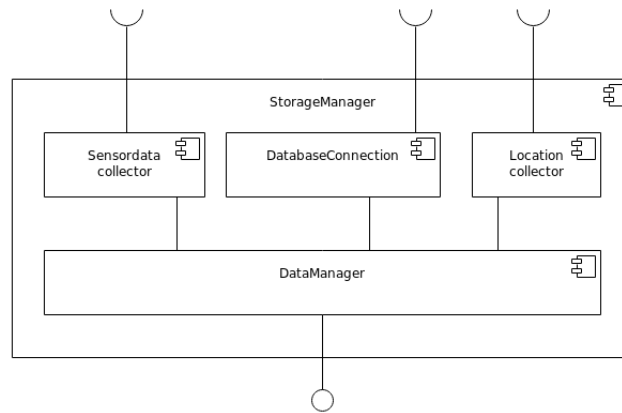 StorageManager
Sensordata
collector
DatabaseConnection
Location
collector
DataManager